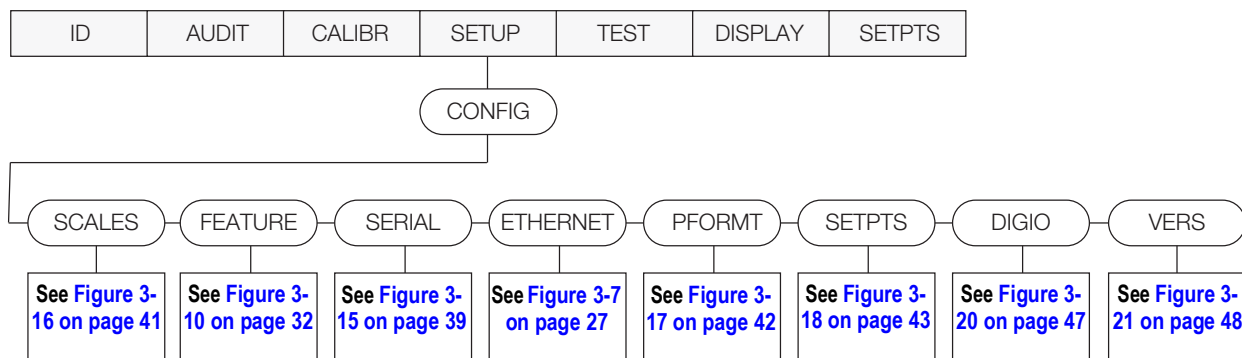 ID AUDIT CALIBR SETUP TEST DISPLAY SETPTS
CONFIG
SCALES FEATURE SERIAL ETHERNET PFORMT SETPTS DIGIO VERS
See Figure 3-
16 on page 41
See Figure 3-
10 on page 32
See Figure 3-
15 on page 39
See Figure 3-7
on page 27
See Figure 3-
17 on page 42
See Figure 3-
18 on page 43
See Figure 3-
20 on page 47
See Figure 3-
21 on page 48